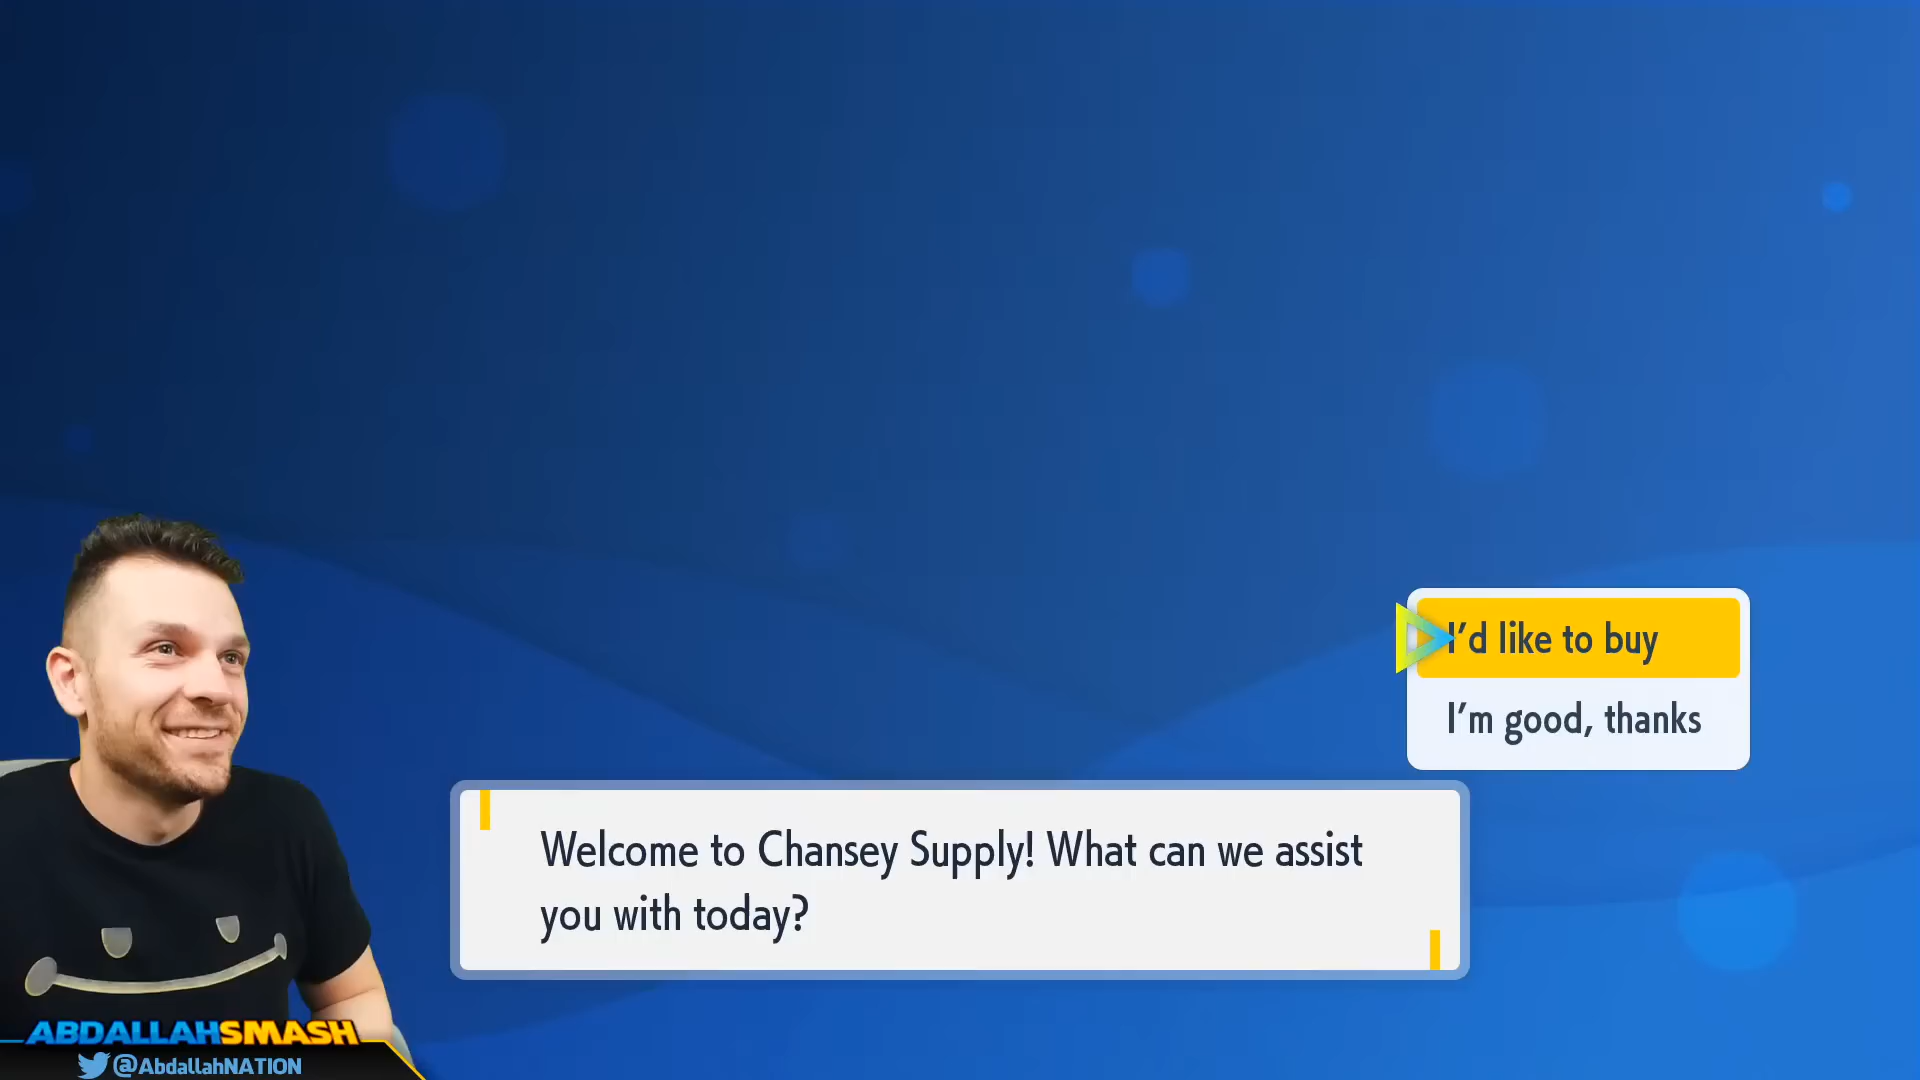 I'd like to buy
I'm good, thanks
Welcome to Chansey Supply! What can we assist
you with today?
ABDALLAHSMASH
@AbdallahNATION